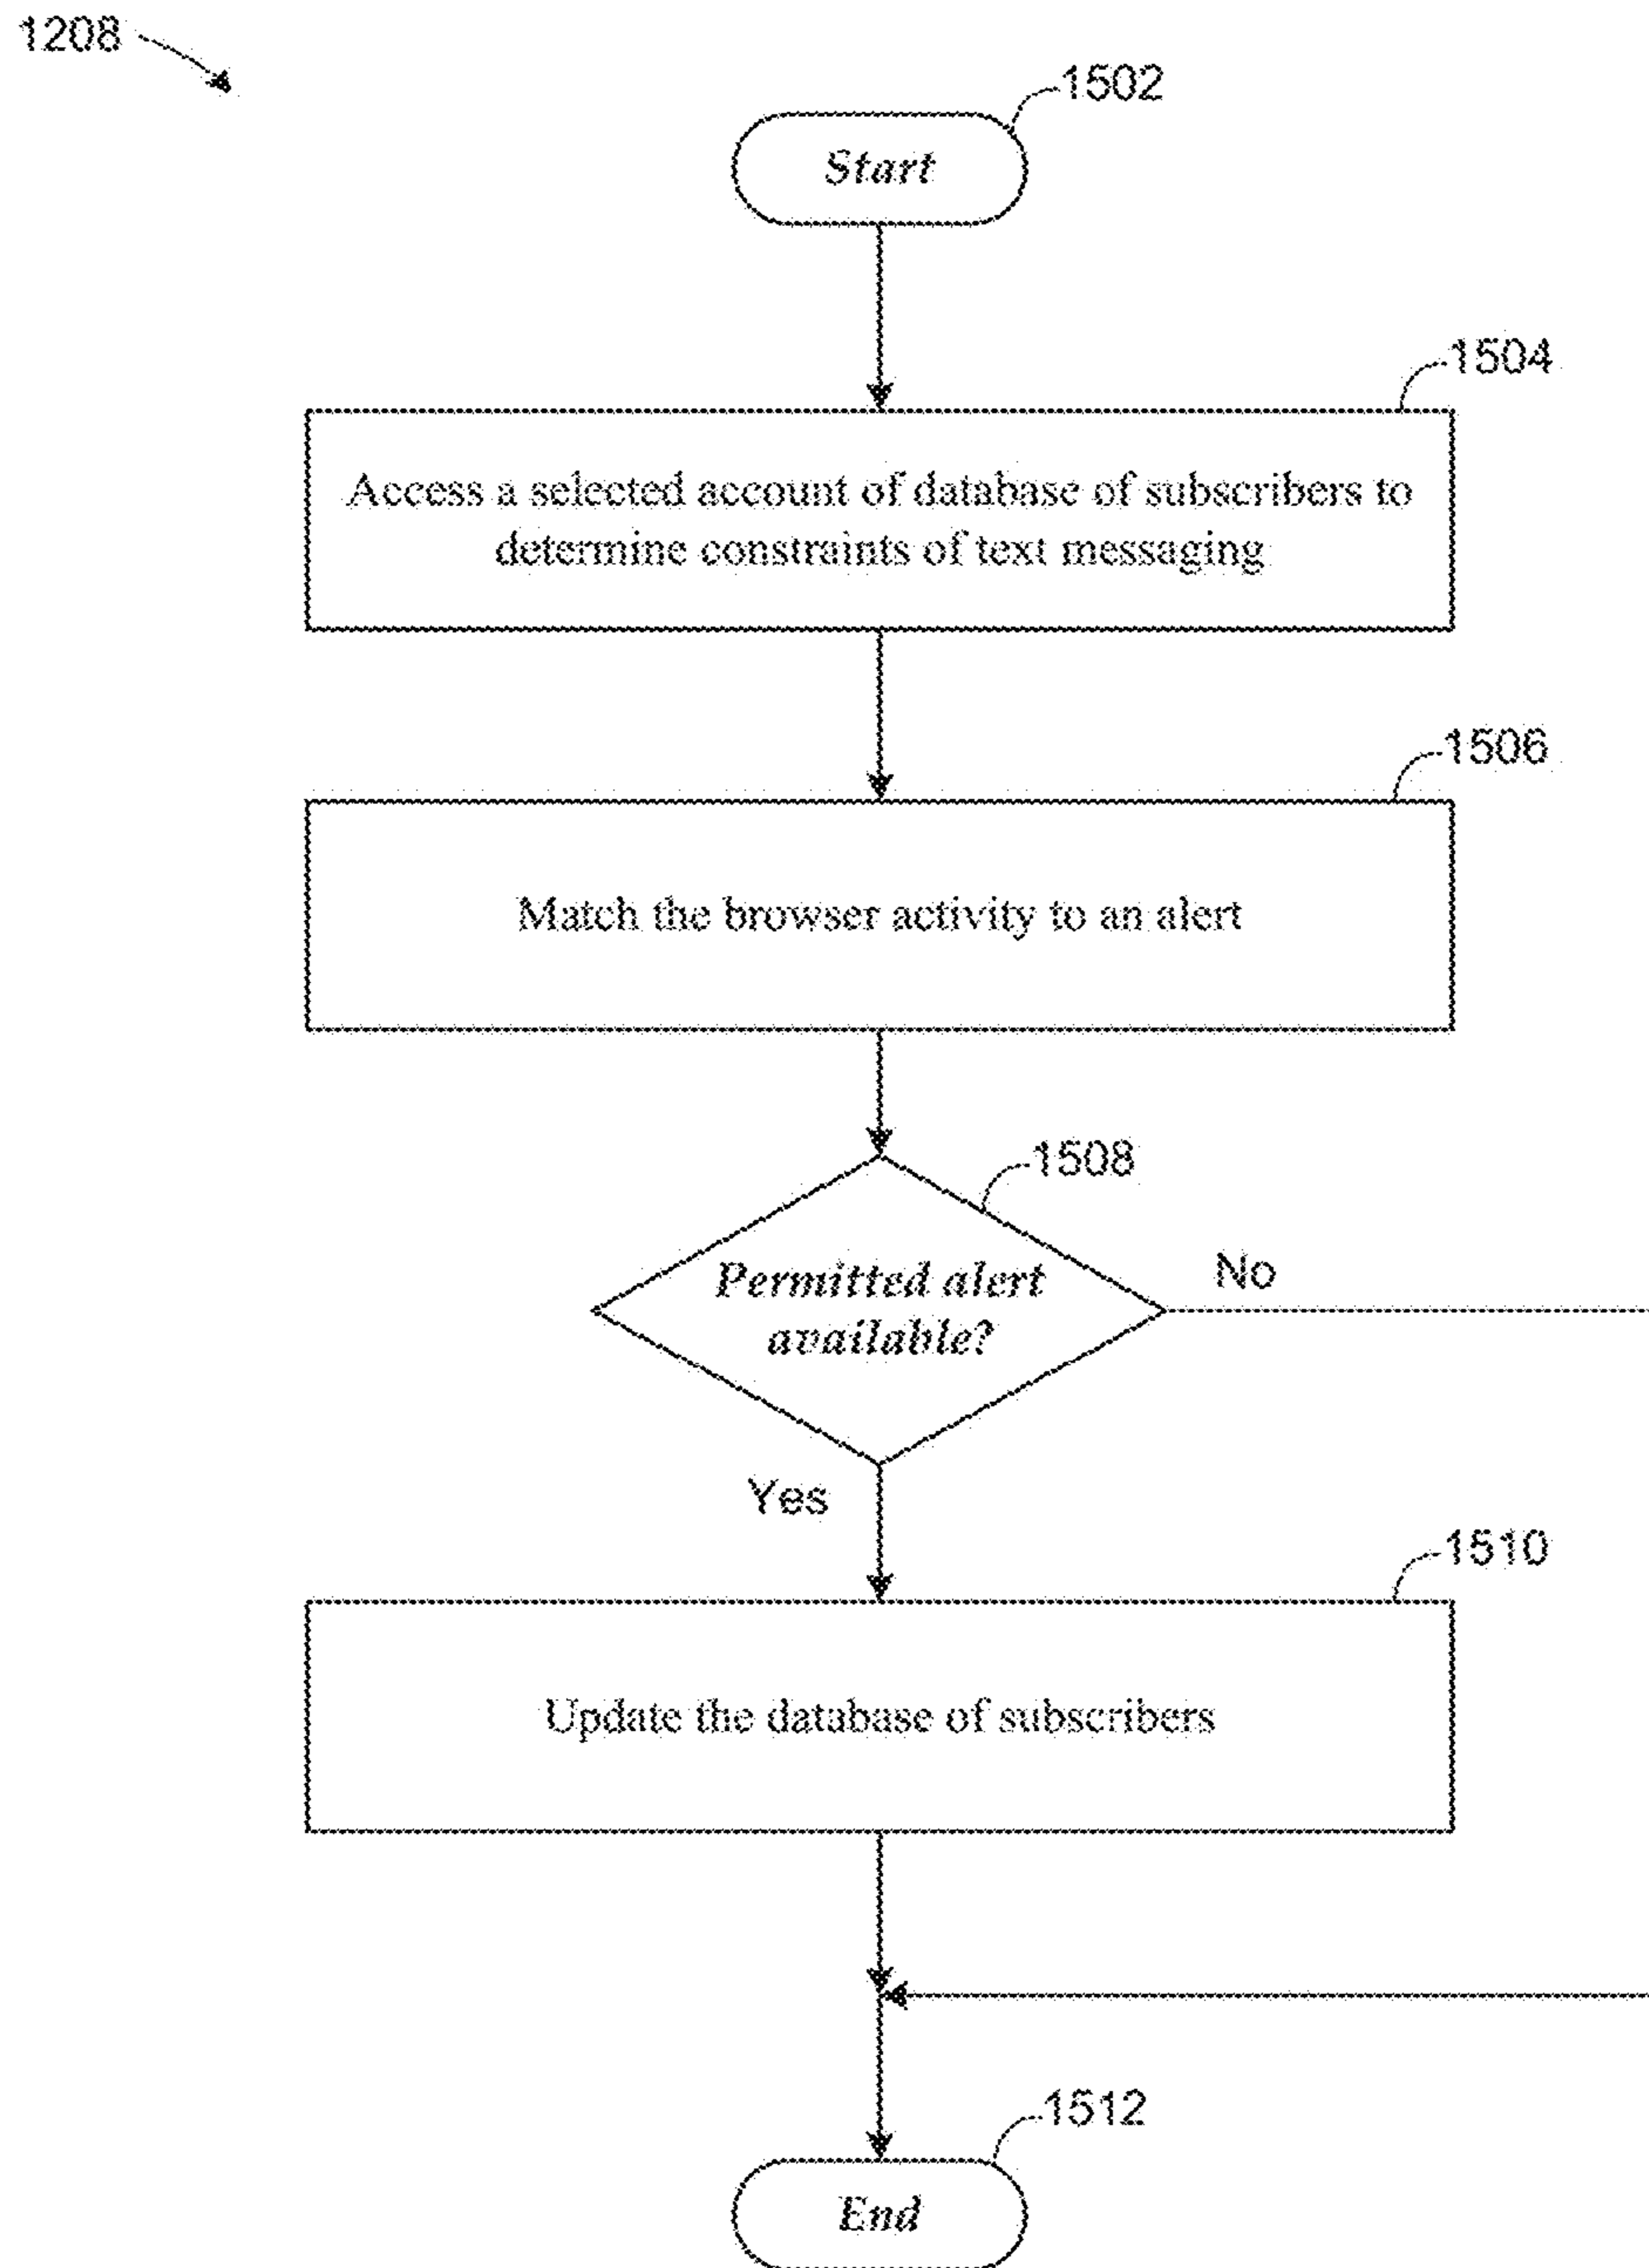 1208
1502
Start
1504
Access a selected account of database of subscribers to
determine constraints of text messaging
1506
Match the browser activity to an alert
1508
Permitted alert
available?
No
Yes
1510
Update the database of subscribers
1512
End